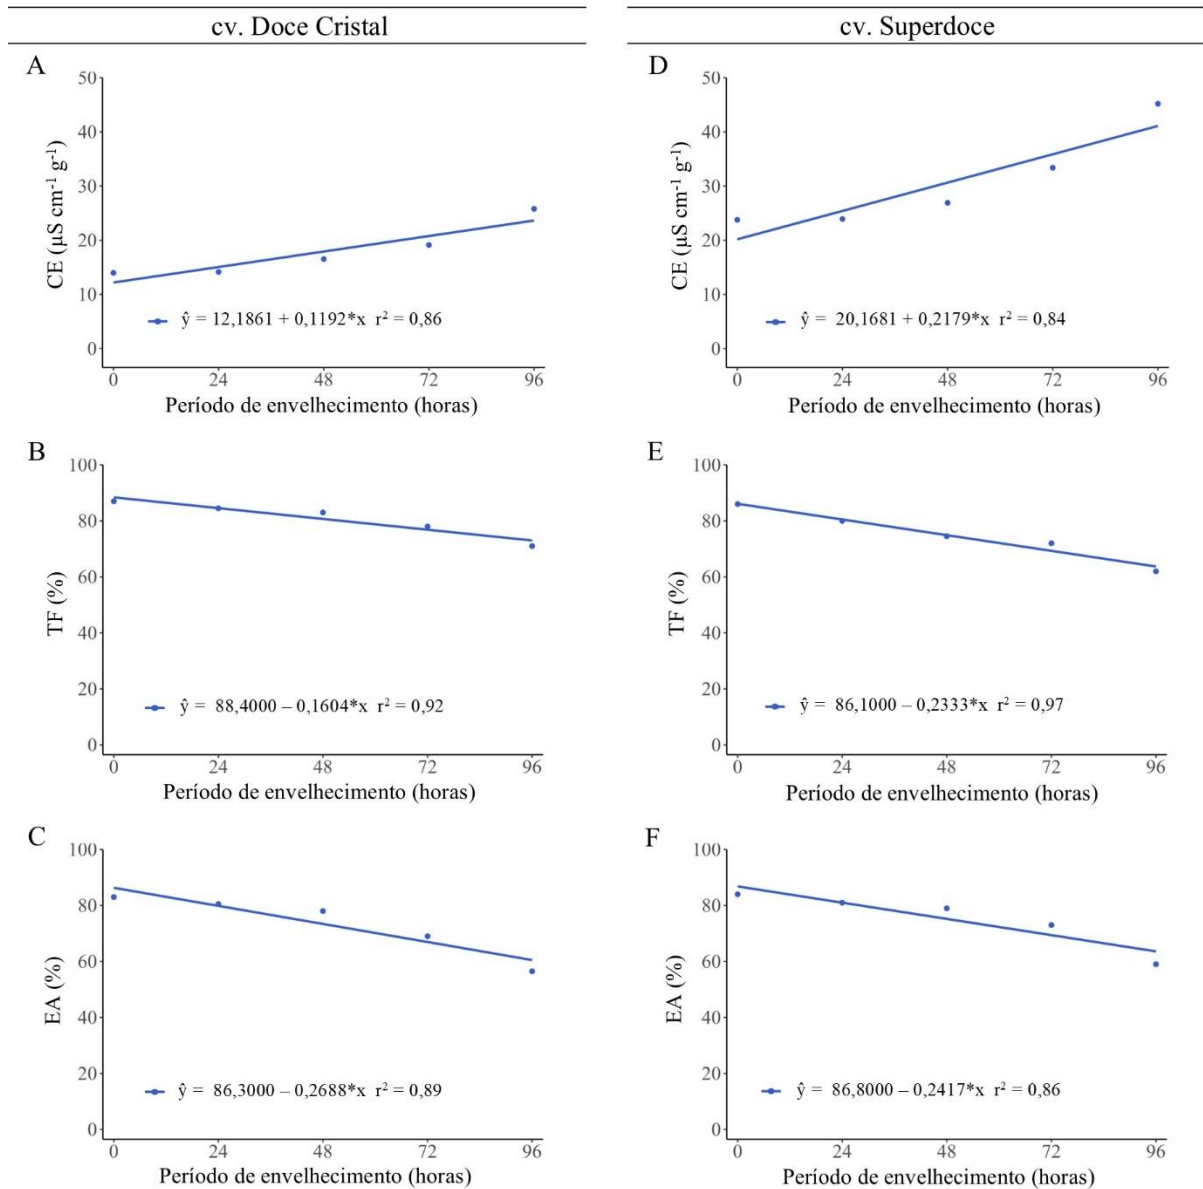 cv. Doce Cristal
cv. Superdoce
A
50
40
30
20
10
0
CE (µS cm⁻¹ g⁻¹)
ŷ = 12,1861 + 0,1192*x r² = 0,86
0 24 48 72 96
Período de envelhecimento (horas)
D
50
40
30
20
10
0
CE (µS cm⁻¹ g⁻¹)
ŷ = 20,1681 + 0,2179*x r² = 0,84
0 24 48 72 96
Período de envelhecimento (horas)
B
100
80
60
40
20
0
TF (%)
ŷ = 88,4000 – 0,1604*x r² = 0,92
0 24 48 72 96
Período de envelhecimento (horas)
E
100
80
60
40
20
0
TF (%)
ŷ = 86,1000 – 0,2333*x r² = 0,97
0 24 48 72 96
Período de envelhecimento (horas)
C
100
80
60
40
20
0
EA (%)
ŷ = 86,3000 – 0,2688*x r² = 0,89
0 24 48 72 96
Período de envelhecimento (horas)
F
100
80
60
40
20
0
EA (%)
ŷ = 86,8000 – 0,2417*x r² = 0,86
0 24 48 72 96
Período de envelhecimento (horas)